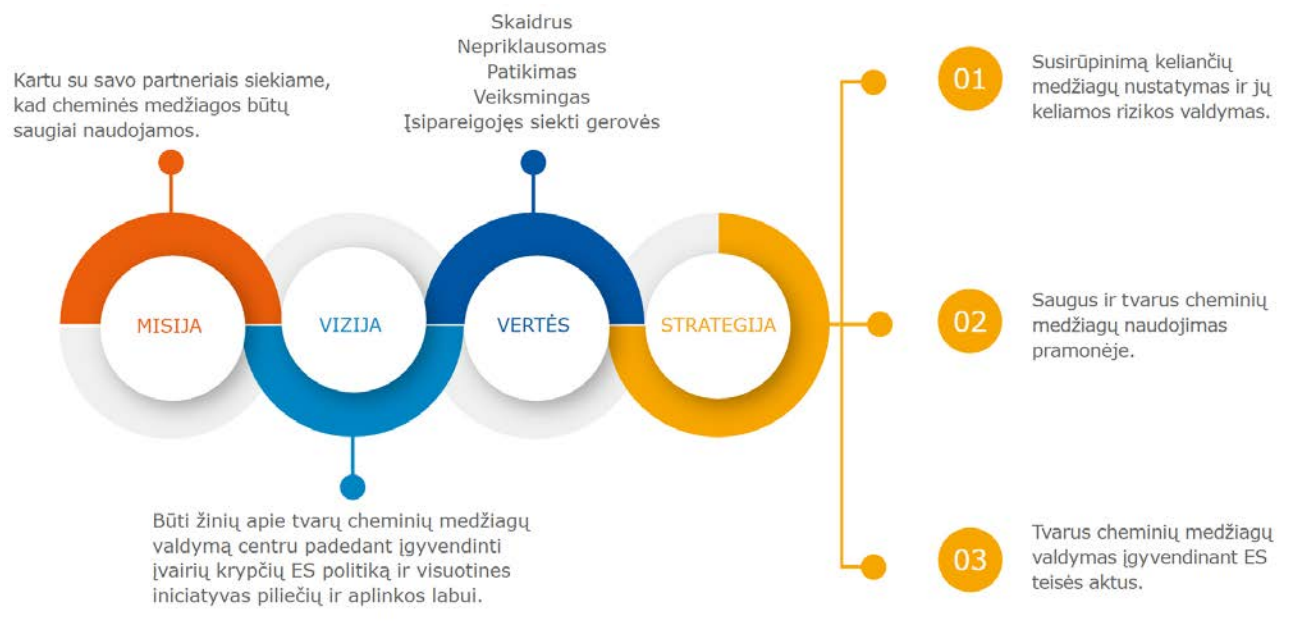 Kartu su savo partneriais siekiame,
kad cheminės medžiagos būtų
saugiai naudojamos.
MISIJA
VIZIJA
Būti žinių apie tvarų cheminių medžiagų
valdymą centru padedant įgyvendinti
įvairių krypčių ES politiką ir visuotines
iniciatyvas piliečių ir aplinkos labui.
Skaidrus
Nepriklausomas
Patikimas
Veiksmingas
Įsipareigojęs siekti gerovės
VERTĖS
STRATEGIJA
01
Susirūpinimą keliančių
medžiagų nustatymas ir jų
keliamos rizikos valdymas.
02
Saugus ir tvarus cheminių
medžiagų naudojimas
pramonėje.
03
Tvarus cheminių medžiagų
valdymas įgyvendinant ES
teisės aktus.